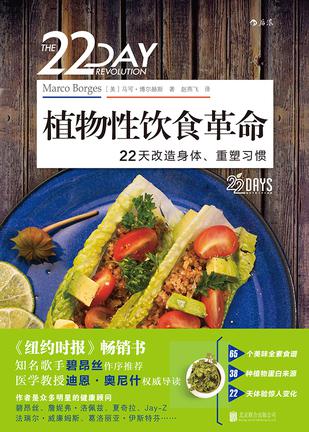 后浪
THE
22DAY
REVOLUTION
Marco Borges [美]马可·博尔赫斯 著 赵燕飞 译
植物性饮食革命
22天改造身体、重塑习惯
22DAYS
NUTRITION
《纽约时报》畅销书
知名歌手碧昂丝作序推荐
医学教授迪恩·奥尼什权威导读
作者是众多明星的健康顾问
碧昂丝、詹妮弗·洛佩兹、夏奇拉、Jay-Z
法瑞尔·威廉姆斯、葛洛丽亚·伊斯特芬……
65 个美味全素食谱
38 种植物蛋白来源
22 天体验惊人变化
北京联合出版公司